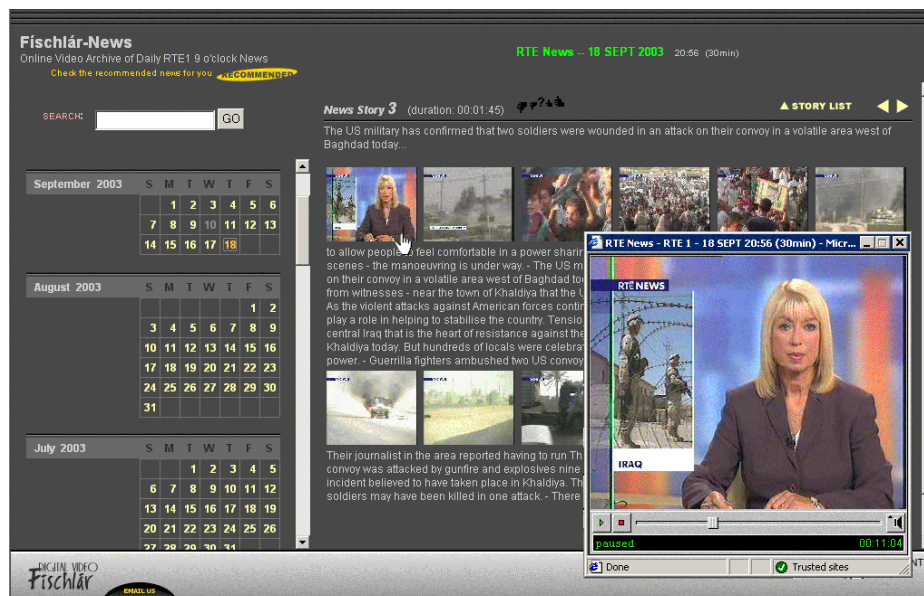 Físchlár-News
Online Video Archive of Daily RTE1 9 o'clock News
Check the recommended news for you RECOMMENDED
RTE News -- 18 SEPT 2003 20:56 (30min)
SEARCH:
GO
News Story 3 (duration: 00:01:45)
?
STORY LIST
The US military has confirmed that two soldiers were wounded in an attack on their convoy in a volatile area west of
Baghdad today...
September 2003 S M T W T F S
1 2 3 4 5 6
7 8 9 10 11 12 13
14 15 16 17 18
August 2003 S M T W T F S
1 2
3 4 5 6 7 8 9
10 11 12 13 14 15 16
17 18 19 20 21 22 23
24 25 26 27 28 29 30
31
July 2003 S M T W T F S
1 2 3 4 5
6 7 8 9 10 11 12
13 14 15 16 17 18 19
20 21 22 23 24 25 26
27 28 29 30 31
to allow people to feel comfortable in a power
scenes - the manoeuvring is under way. - The US
on their convoy in a volatile area west of Baghdad
from witnesses - near the town of Khaldiya that the
As the violent attacks against American forces
play a role in helping to stabilise the country.
central Iraq that is the heart of resistance against
Khaldiya today. But hundreds of locals were
power. - Guerrilla fighters ambushed two US convoy
Their journalist in the area reported having to run
convoy was attacked by gunfire and explosives nine
incident believed to have taken place in Khaldiya.
soldiers may have been killed in one attack. - There
RTE News - RTE 1 - 18 SEPT 20:56 (30min) - Micr...
RTÉ NEWS
IRAQ
paused 00:11:04
Done
Trusted sites
DIGITAL VIDEO
Físchlár
EMAIL US